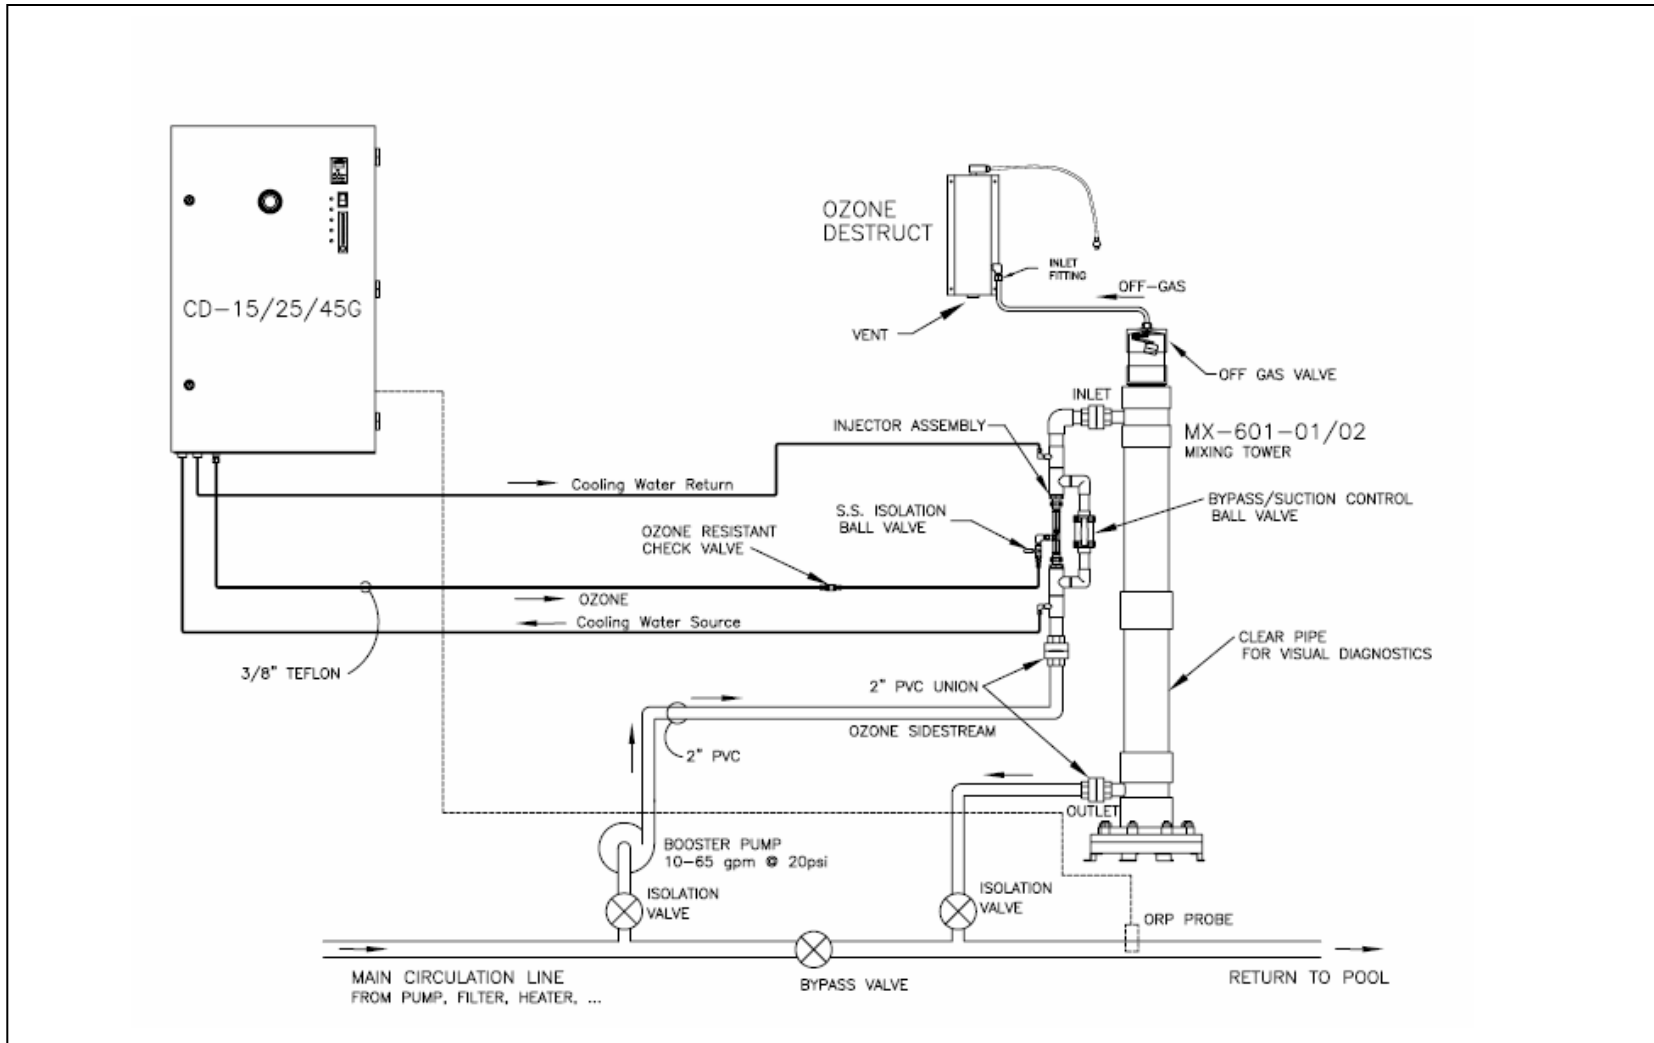 OZONE
DESTRUCT
INLET
FITTING
OFF-GAS
CD-15/25/45G
VENT
OFF GAS VALVE
INLET
INJECTOR ASSEMBLY
MX-601-01/02
MIXING TOWER
Cooling Water Return
S.S. ISOLATION
BALL VALVE
BYPASS/SUCTION CONTROL
BALL VALVE
OZONE RESISTANT
CHECK VALVE
OZONE
Cooling Water Source
CLEAR PIPE
FOR VISUAL DIAGNOSTICS
3/8" TEFLON
2" PVC UNION
OZONE SIDESTREAM
2" PVC
OUTLET
BOOSTER PUMP
10-65 gpm @ 20psi
ISOLATION
VALVE
ISOLATION
VALVE
ORP PROBE
MAIN CIRCULATION LINE
FROM PUMP, FILTER, HEATER, ...
BYPASS VALVE
RETURN TO POOL